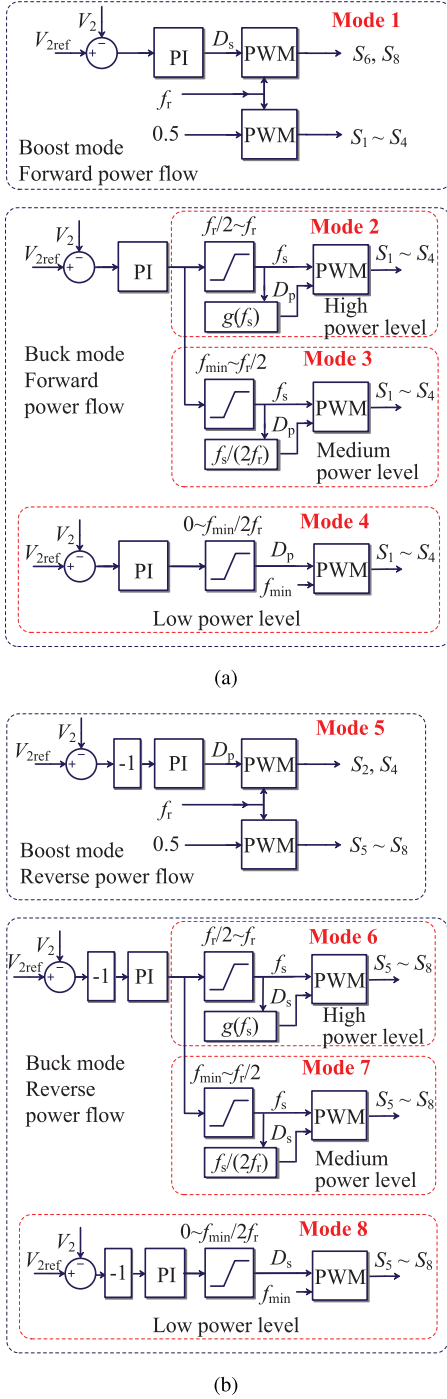 Mode 1
V2
V2ref
+
−
PI
Ds
PWM
S6, S8
fr
0.5
PWM
S1 ~ S4
Boost mode
Forward power flow
Mode 2
fr/2~fr
V2
V2ref
+
−
PI
fs
PWM
S1 ~ S4
Dp
g(fs)
High
power level
Buck mode
Forward
power flow
Mode 3
fmin~fr/2
fs
PWM
S1 ~ S4
Dp
fs/(2fr)
Medium
power level
Mode 4
0~fmin/2fr
V2
V2ref
+
−
PI
Dp
PWM
S1 ~ S4
fmin
Low power level
(a)
Mode 5
V2
V2ref
+
−
-1
PI
Dp
PWM
S2, S4
fr
0.5
PWM
S5 ~ S8
Boost mode
Reverse power flow
Mode 6
fr/2~fr
V2
V2ref
+
−
-1
PI
fs
PWM
S5 ~ S8
Ds
g(fs)
High
power level
Buck mode
Reverse
power flow
Mode 7
fmin~fr/2
fs
PWM
S5 ~ S8
Ds
fs/(2fr)
Medium
power level
Mode 8
0~fmin/2fr
V2
V2ref
+
−
-1
PI
Ds
PWM
S5 ~ S8
fmin
Low power level
(b)